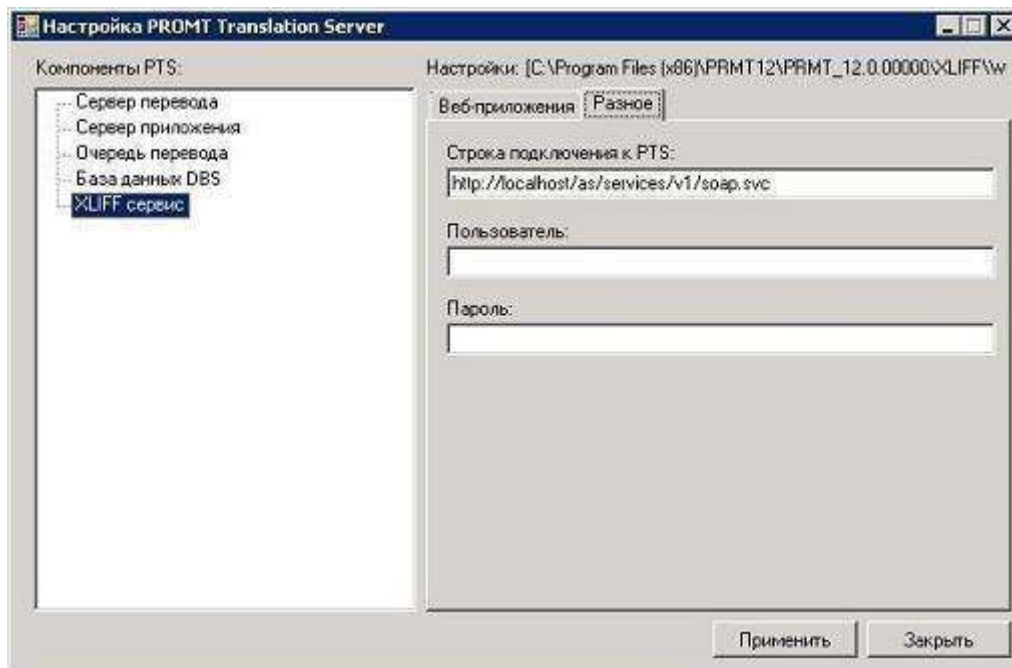 Настройка PROMT Translation Server
Компоненты PTS:
Сервер перевода
Сервер приложения
Очередь перевода
База данных DBS
XLIFF сервис
Настройки: [C:\Program Files (x86)\PRMT12\PRMT_12.0.00000\XLIFF\w
Веб-приложения
Разное
Строка подключения к PTS:
http://localhost/as/services/v1/soap.svc
Пользователь:
Пароль:
Применить
Закрыть